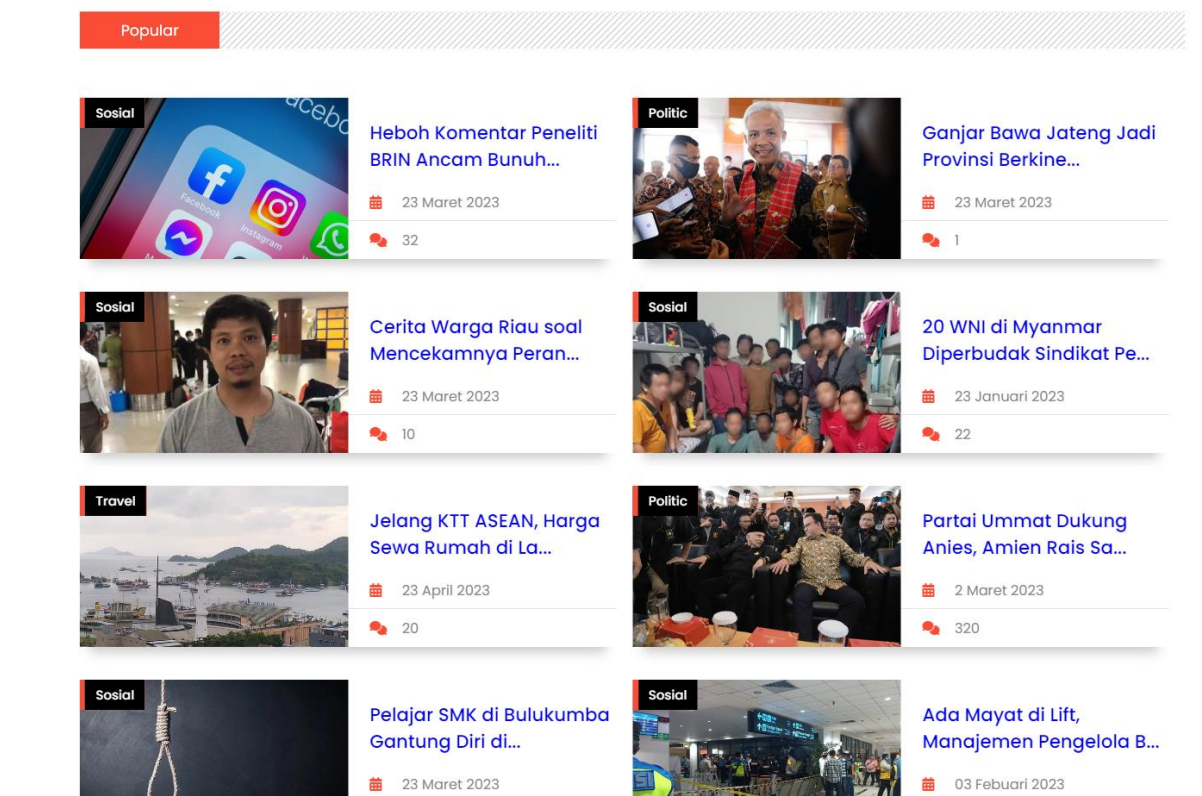 Popular
Sosial
Facebook
Instagram
Heboh Komentar Peneliti
BRIN Ancam Bunuh...
23 Maret 2023
32
Politic
Ganjar Bawa Jateng Jadi
Provinsi Berkine...
23 Maret 2023
1
Sosial
Cerita Warga Riau soal
Mencekamnya Peran...
23 Maret 2023
10
Sosial
20 WNI di Myanmar
Diperbudak Sindikat Pe...
23 Januari 2023
22
Travel
Jelang KTT ASEAN, Harga
Sewa Rumah di La...
23 April 2023
20
Politic
Partai Ummat Dukung
Anies, Amien Rais Sa...
2 Maret 2023
320
Sosial
Pelajar SMK di Bulukumba
Gantung Diri di...
23 Maret 2023
Sosial
Ada Mayat di Lift,
Manajemen Pengelola B...
03 Febuari 2023